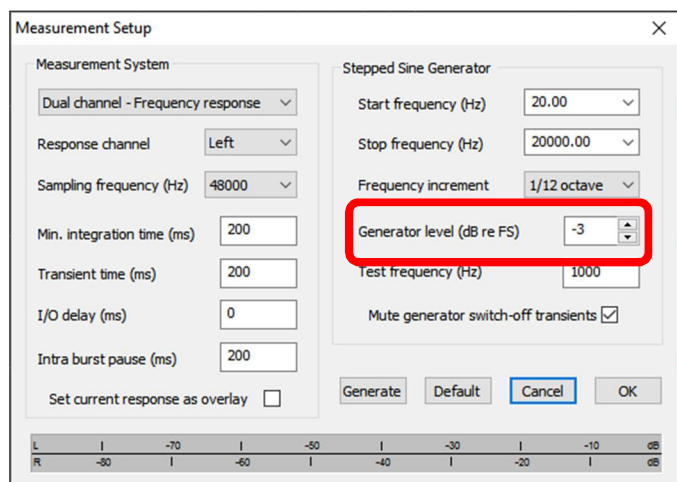 Measurement Setup
Measurement System
Dual channel - Frequency response
Response channel Left
Sampling frequency (Hz) 48000
Min. integration time (ms) 200
Transient time (ms) 200
I/O delay (ms) 0
Intra burst pause (ms) 200
Set current response as overlay
Stepped Sine Generator
Start frequency (Hz) 20.00
Stop frequency (Hz) 20000.00
Frequency increment 1/12 octave
Generator level (dB re FS) -3
Test frequency (Hz) 1000
Mute generator switch-off transients
Generate Default Cancel OK
L -70 -50 -30 -10 dB
R -80 -60 -40 -20 dB